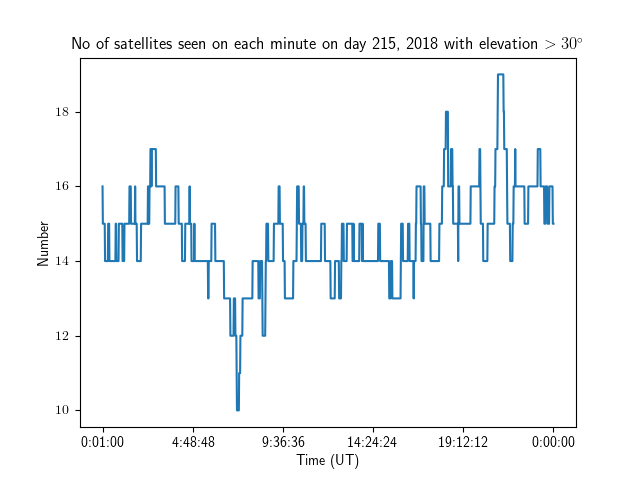 No of satellites seen on each minute on day 215, 2018 with elevation > 30°
18
16
14
12
10
Number
0:01:00 4:48:48 9:36:36 14:24:24 19:12:12 0:00:00
Time (UT)